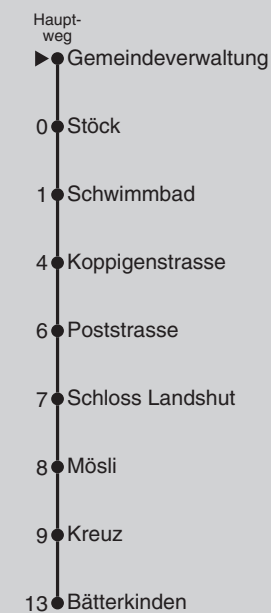 Haupt-
weg
Gemeindeverwaltung
0 Stöck
1 Schwimmbad
4 Koppigenstrasse
6 Poststrasse
7 Schloss Landshut
8 Mösli
9 Kreuz
13 Bätterkinden